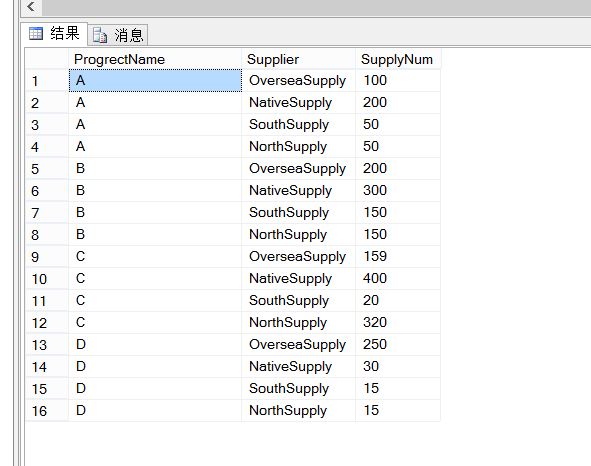 结果 消息
ProgrectName Supplier SupplyNum
1 A OverseaSupply 100
2 A NativeSupply 200
3 A SouthSupply 50
4 A NorthSupply 50
5 B OverseaSupply 200
6 B NativeSupply 300
7 B SouthSupply 150
8 B NorthSupply 150
9 C OverseaSupply 159
10 C NativeSupply 400
11 C SouthSupply 20
12 C NorthSupply 320
13 D OverseaSupply 250
14 D NativeSupply 30
15 D SouthSupply 15
16 D NorthSupply 15